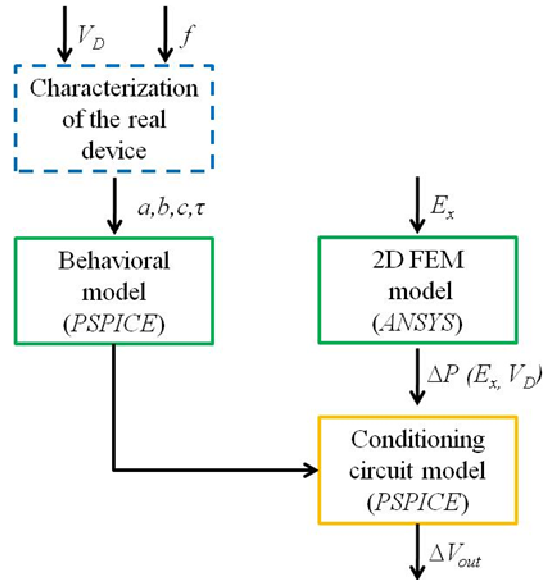 V_D
f
Characterization
of the real
device
a,b,c,τ
Behavioral
model
(PSPICE)
E_x
2D FEM
model
(ANSYS)
ΔP (E_x, V_D)
Conditioning
circuit model
(PSPICE)
ΔV_out